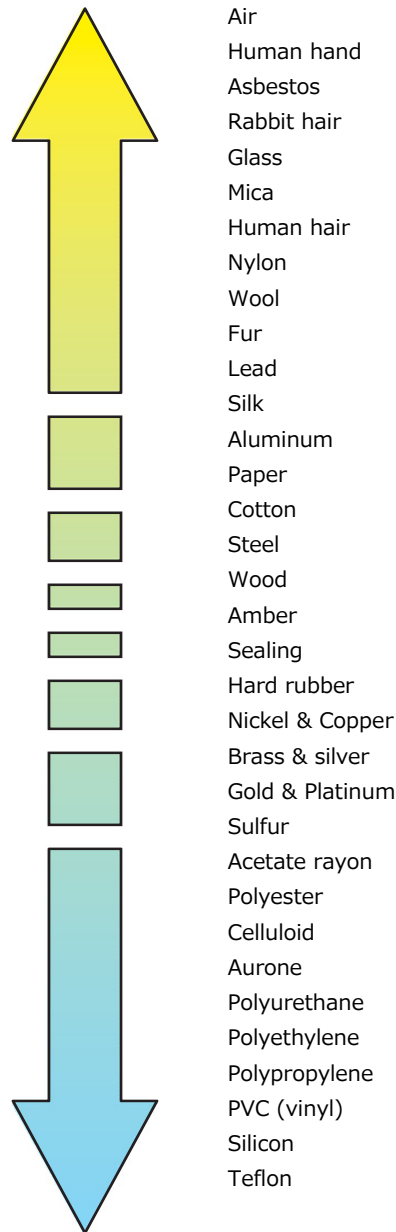 Air
Human hand
Asbestos
Rabbit hair
Glass
Mica
Human hair
Nylon
Wool
Fur
Lead
Silk
Aluminum
Paper
Cotton
Steel
Wood
Amber
Sealing
Hard rubber
Nickel & Copper
Brass & silver
Gold & Platinum
Sulfur
Acetate rayon
Polyester
Celluloid
Aurone
Polyurethane
Polyethylene
Polypropylene
PVC (vinyl)
Silicon
Teflon